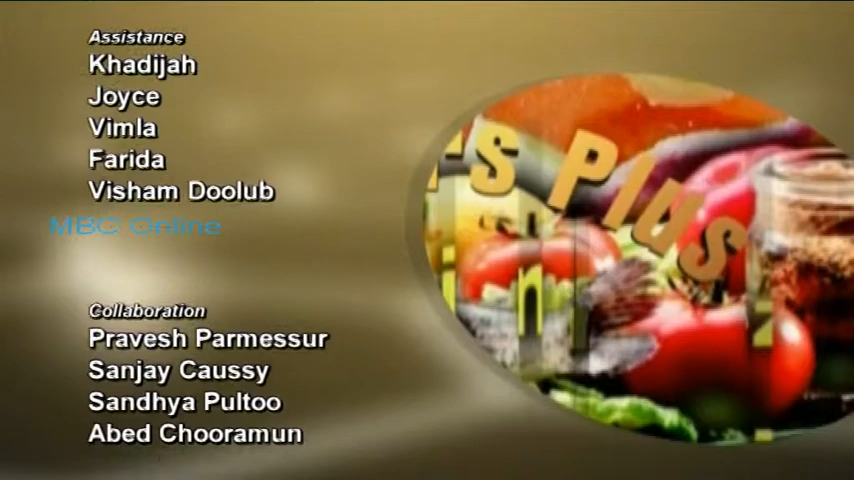 Assistance
Khadijah
Joyce
Vimla
Farida
Visham Doolub
MBC Online
Collaboration
Pravesh Parmessur
Sanjay Caussy
Sandhya Pultoo
Abed Chooramun
rs Plus